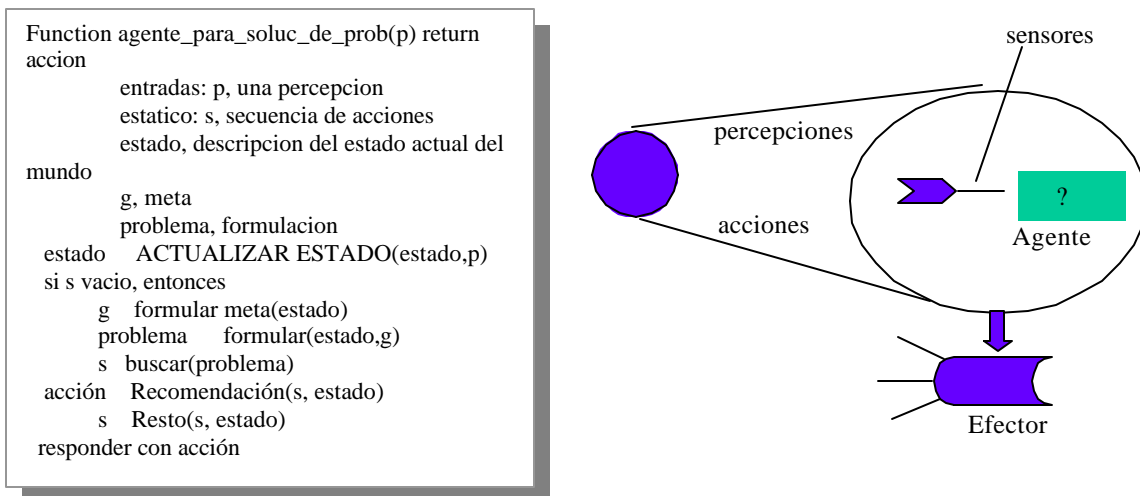 Function agente_para_soluc_de_prob(p) return
accion
entradas: p, una percepcion
estatico: s, secuencia de acciones
estado, descripcion del estado actual del
mundo
g, meta
problema, formulacion
estado ACTUALIZAR ESTADO(estado,p)
si s vacio, entonces
g formular meta(estado)
problema formular(estado,g)
s buscar(problema)
acción Recomendación(s, estado)
s Resto(s, estado)
responder con acción
sensores
percepciones
?
acciones
Agente
Efector